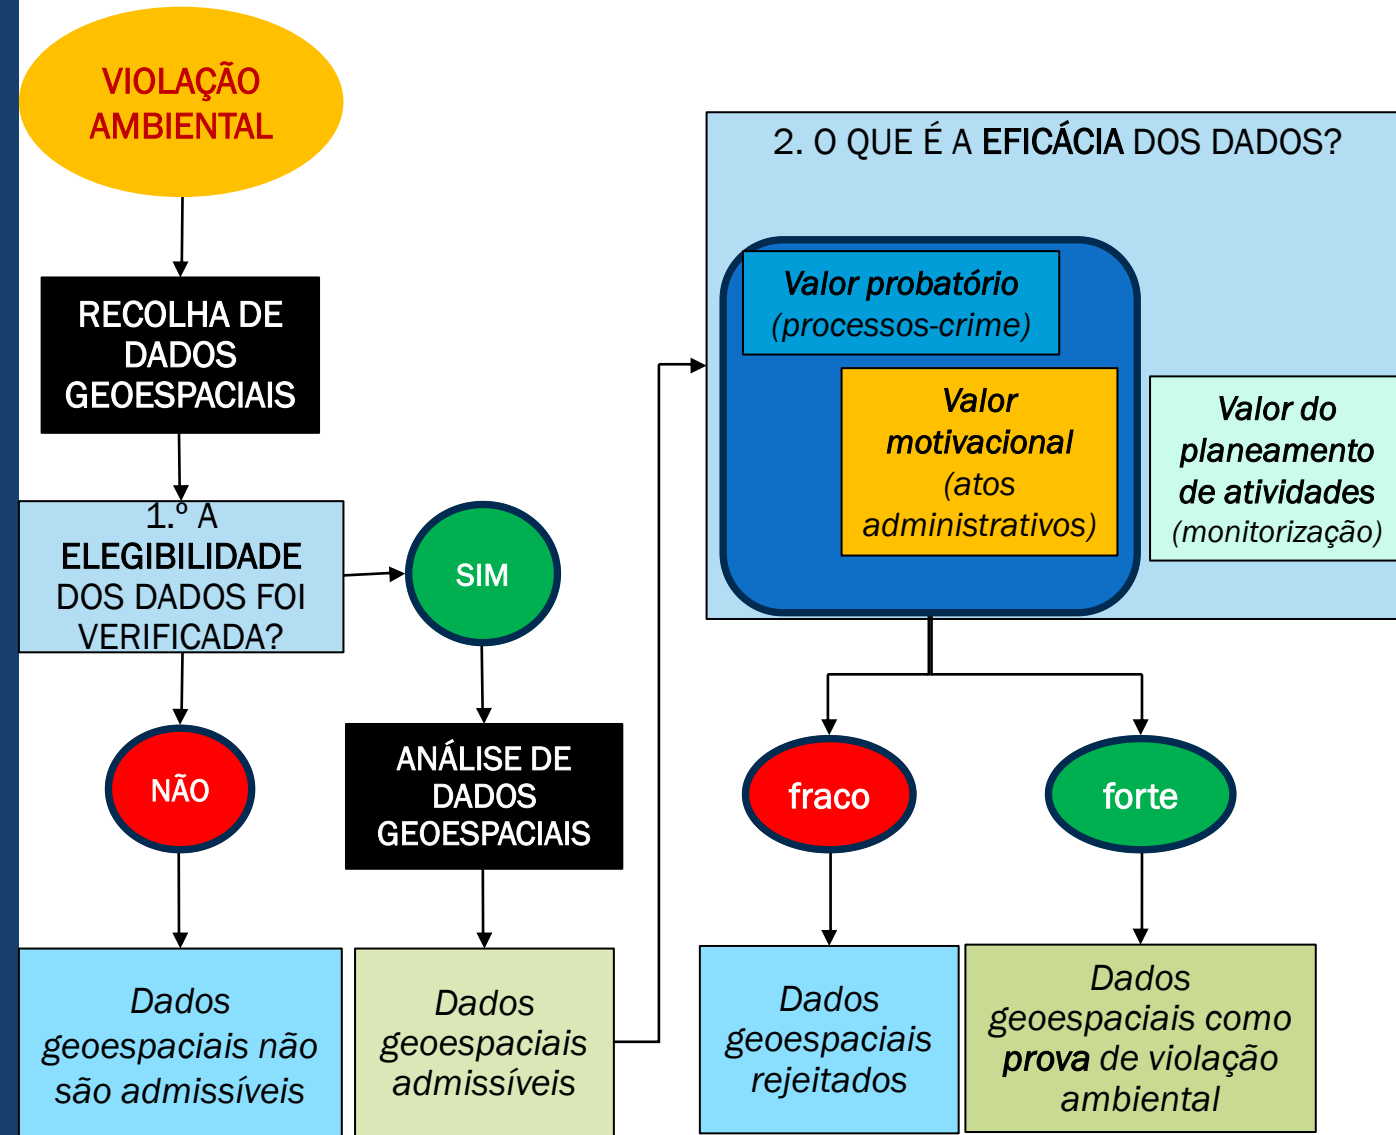 VIOLAÇÃO
AMBIENTAL
RECOLHA DE
DADOS
GEOESPACIAIS
1.º A
ELEGIBILIDADE
DOS DADOS FOI
VERIFICADA?
SIM
NÃO
ANÁLISE DE
DADOS
GEOESPACIAIS
Dados
geoespaciais não
são admissíveis
Dados
geoespaciais
admissíveis
2. O QUE É A EFICÁCIA DOS DADOS?
Valor probatório
(processos-crime)
Valor
motivacional
(atos
administrativos)
Valor do
planeamento
de atividades
(monitorização)
fraco
forte
Dados
geoespaciais
rejeitados
Dados
geoespaciais como
prova de violação
ambiental